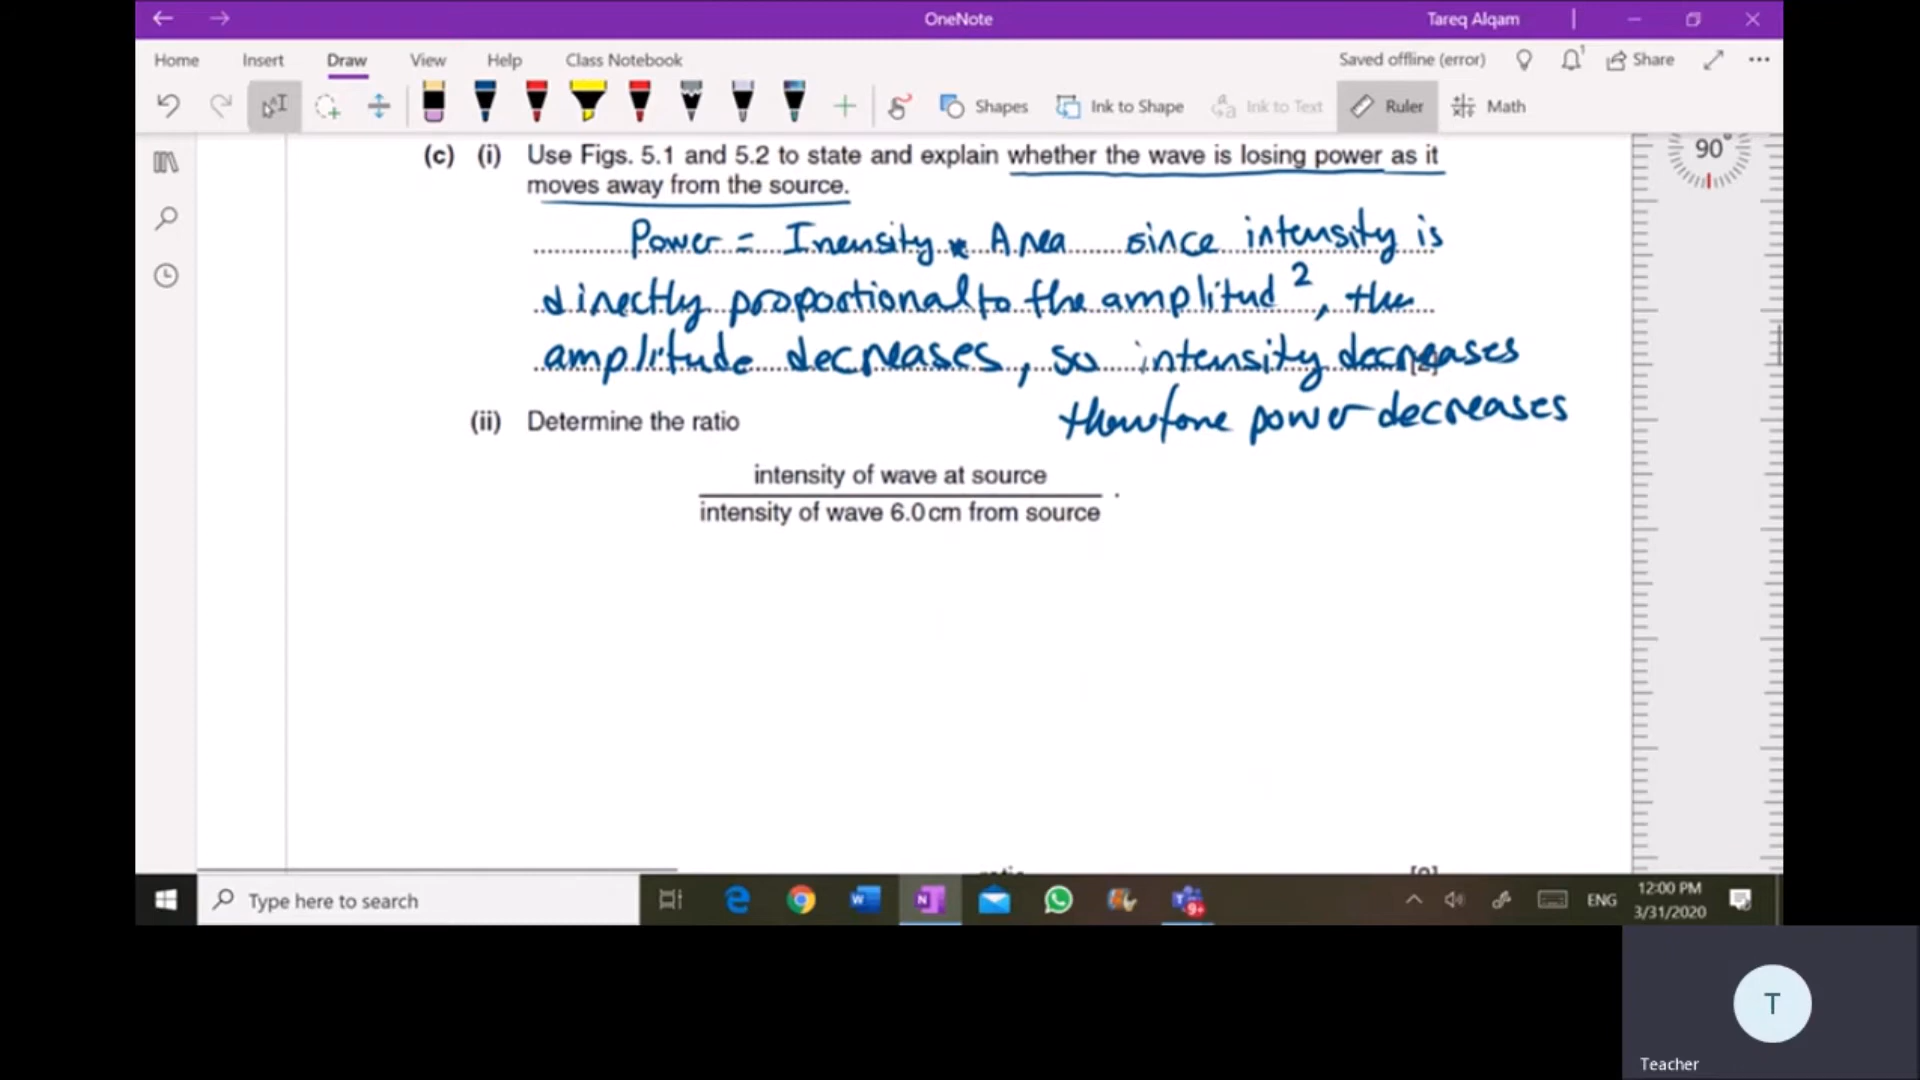 OneNote
Tareq Alqam
Home Insert Draw View Help Class Notebook
Saved offline (error) 1 Share
Shapes Ink to Shape Ink to Text Ruler Math
90°
(c) (i) Use Figs. 5.1 and 5.2 to state and explain whether the wave is losing power as it
moves away from the source.
Power = Inensity * Area since intensity is
directly proportional to the amplitud ², the
amplitude decreases, so intensity decreases
[2]
therefore power decreases
(ii) Determine the ratio
intensity of wave at source
intensity of wave 6.0 cm from source
.
Type here to search
9+
ENG
12:00 PM
3/31/2020
T
Teacher